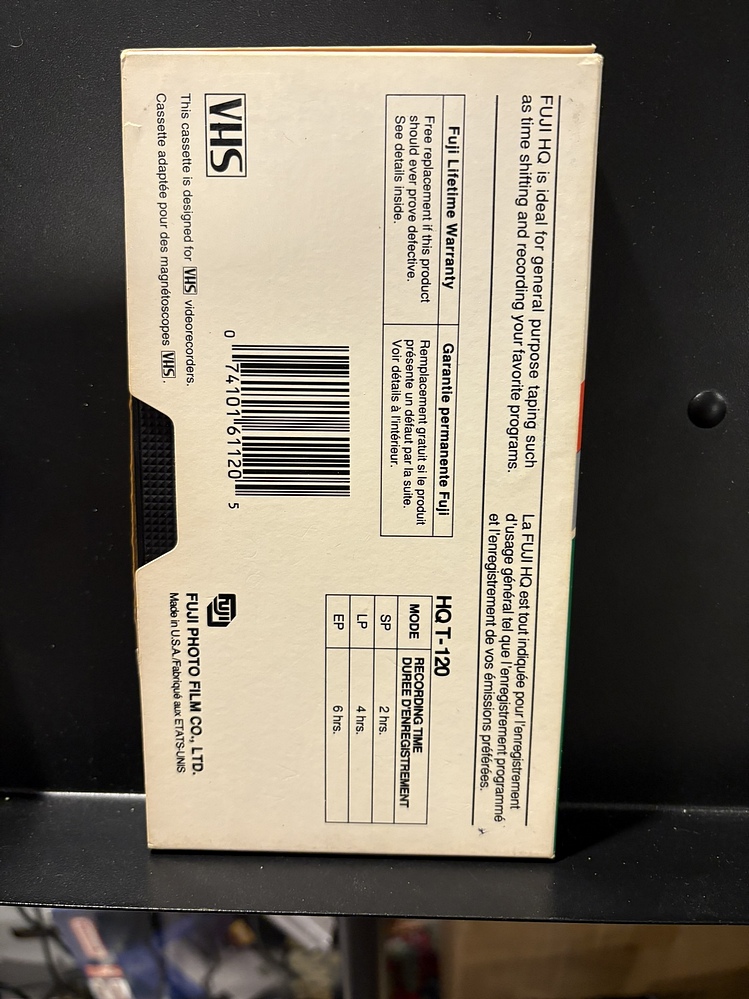 FUJI HQ is ideal for general purpose taping such
as time shifting and recording your favorite programs.
La FUJI HQ est tout indiquée pour l'enregistrement
d'usage général tel que l'enregistrement programmé
et l'enregistrement de vos émissions préférées.
Fuji Lifetime Warranty
Free replacement if this product
should ever prove defective.
See details inside.
Garantie permanente Fuji
Remplacement gratuit si le produit
présente un défaut par la suite.
Voir détails à l'intérieur.
HQ T-120
MODE
RECORDING TIME
DUREE D'ENREGISTREMENT
SP 2 hrs.
LP 4 hrs.
EP 6 hrs.
0 74101 61120 5
VHS
This cassette is designed for VHS videorecorders.
Cassette adaptée pour des magnétoscopes VHS.
FUJI
FUJI PHOTO FILM CO., LTD.
Made in U.S.A./Fabriqué aux ETATS-UNIS